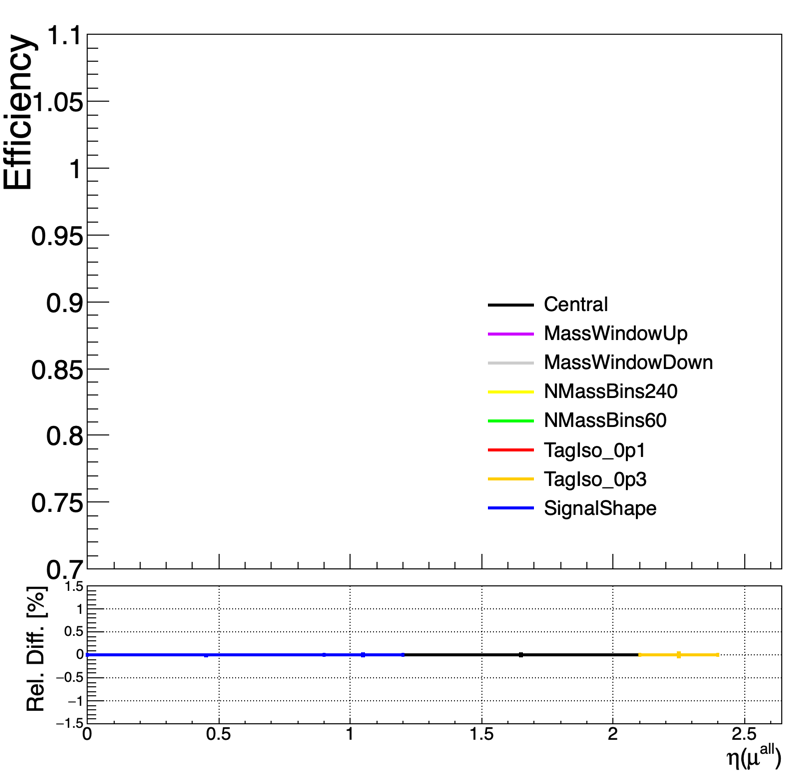 1.1
Efficiency
1.05
1
0.95
0.9
0.85
0.8
0.75
0.7
Central
MassWindowUp
MassWindowDown
NMassBins240
NMassBins60
TagIso_0p1
TagIso_0p3
SignalShape
Rel. Diff. [%]
1.5
1
0.5
0
−0.5
−1
−1.5
0 0.5 1 1.5 2 2.5
η(μ^all)